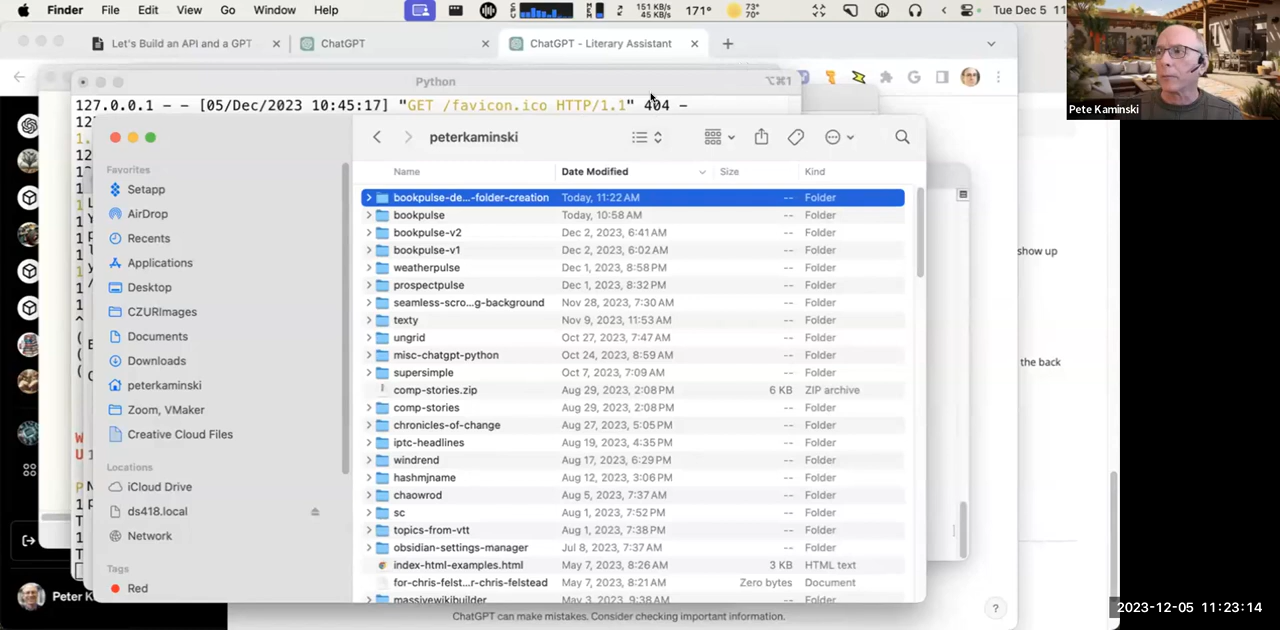 Finder File Edit View Go Window Help 151 KB/s 45 KB/s 171° 73° 70° Tue Dec 5 11
Let's Build an API and a GPT ChatGPT ChatGPT - Literary Assistant
Pete Kaminski
Python ⌥⌘1
127.0.0.1 - - [05/Dec/2023 10:45:17] "GET /favicon.ico HTTP/1.1" 404 -
peterkaminski
Favorites
Setapp
AirDrop
Recents
Applications
Desktop
CZURImages
Documents
Downloads
peterkaminski
Zoom, VMaker
Creative Cloud Files
Locations
iCloud Drive
ds418.local
Network
Tags
Red
Name Date Modified Size Kind
bookpulse-de...-folder-creation Today, 11:22 AM -- Folder
bookpulse Today, 10:58 AM -- Folder
bookpulse-v2 Dec 2, 2023, 6:41 AM -- Folder
bookpulse-v1 Dec 2, 2023, 6:02 AM -- Folder
weatherpulse Dec 1, 2023, 8:58 PM -- Folder
prospectpulse Dec 1, 2023, 8:32 PM -- Folder
seamless-scro...g-background Nov 28, 2023, 7:30 AM -- Folder
texty Nov 9, 2023, 11:53 AM -- Folder
ungrid Oct 27, 2023, 7:47 AM -- Folder
misc-chatgpt-python Oct 24, 2023, 8:59 AM -- Folder
supersimple Oct 7, 2023, 7:09 AM -- Folder
comp-stories.zip Aug 29, 2023, 2:08 PM 6 KB ZIP archive
comp-stories Aug 29, 2023, 2:08 PM -- Folder
chronicles-of-change Aug 27, 2023, 5:05 PM -- Folder
iptc-headlines Aug 19, 2023, 4:35 PM -- Folder
windrend Aug 17, 2023, 6:29 PM -- Folder
hashmjname Aug 12, 2023, 3:06 PM -- Folder
chaowrod Aug 5, 2023, 7:37 AM -- Folder
sc Aug 1, 2023, 7:52 PM -- Folder
topics-from-vtt Aug 1, 2023, 7:38 PM -- Folder
obsidian-settings-manager Jul 8, 2023, 7:37 AM -- Folder
index-html-examples.html May 7, 2023, 8:26 AM 3 KB HTML text
for-chris-felst...r-chris-felstead May 7, 2023, 8:21 AM Zero bytes Document
massivewikibuilder May 3, 2023, 9:38 AM -- Folder
show up
the back
Peter K
ChatGPT can make mistakes. Consider checking important information.
?
2023-12-05 11:23:14